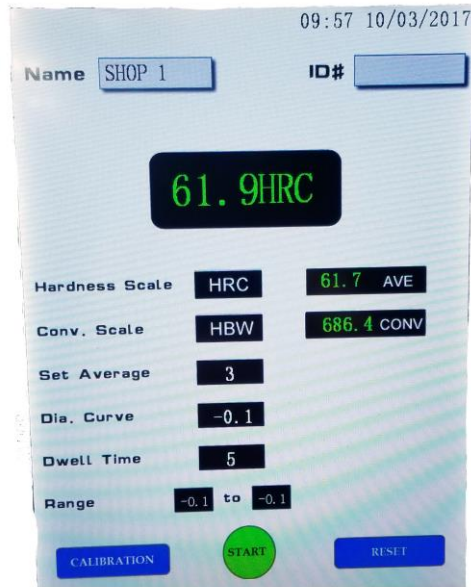 09:57 10/03/2017
Name SHOP 1 ID#
61.9HRC
Hardness Scale HRC 61.7 AVE
Conv. Scale HBW 686.4 CONV
Set Average 3
Dia. Curve -0.1
Dwell Time 5
Range -0.1 to -0.1
CALIBRATION START RESET